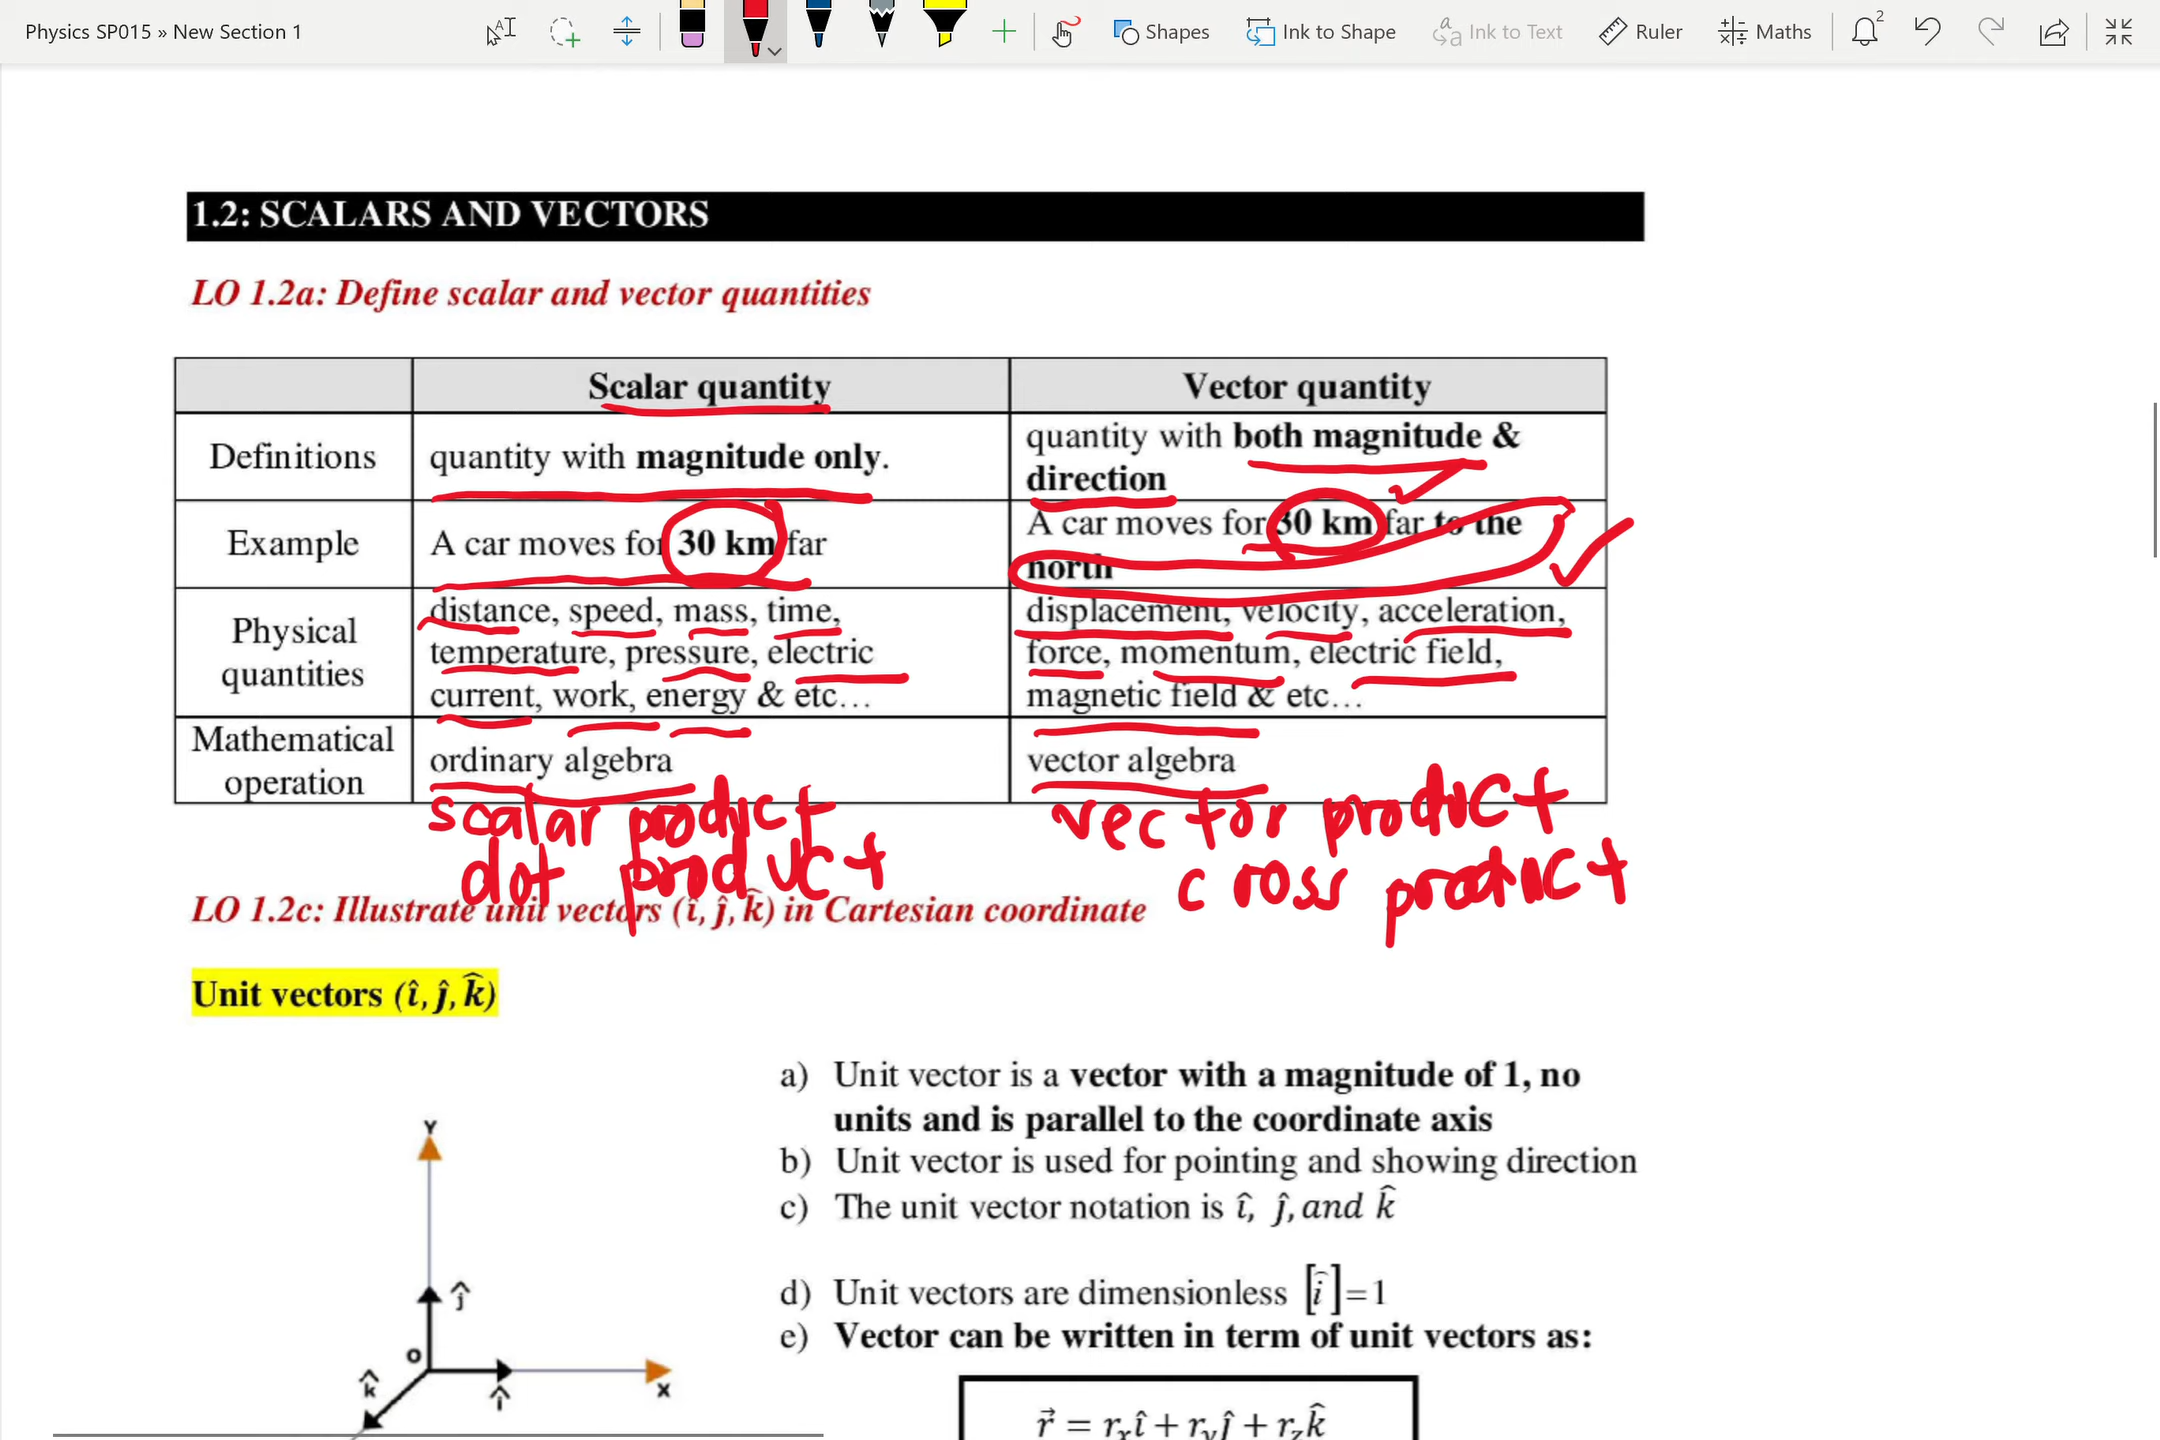 Physics SP015 » New Section 1
Shapes Ink to Shape Ink to Text Ruler Maths 2
1.2: SCALARS AND VECTORS
LO 1.2a: Define scalar and vector quantities
Scalar quantity Vector quantity
Definitions
quantity with magnitude only.
quantity with both magnitude &
direction
Example
A car moves for 30 km far
A car moves for 30 km far to the
north
Physical
quantities
distance, speed, mass, time,
temperature, pressure, electric
current, work, energy & etc...
displacement, velocity, acceleration,
force, momentum, electric field,
magnetic field & etc...
Mathematical
operation
ordinary algebra
vector algebra
scalar product
dot product
vector product
cross product
LO 1.2c: Illustrate unit vectors (î, ĵ, k̂) in Cartesian coordinate
Unit vectors (î, ĵ, k̂)
a) Unit vector is a vector with a magnitude of 1, no
units and is parallel to the coordinate axis
b) Unit vector is used for pointing and showing direction
c) The unit vector notation is î, ĵ, and k̂
d) Unit vectors are dimensionless [î]=1
e) Vector can be written in term of unit vectors as:
r⃗ = rₓî + r_yĵ + r_zk̂
Y
ĵ
O
k̂
î
X